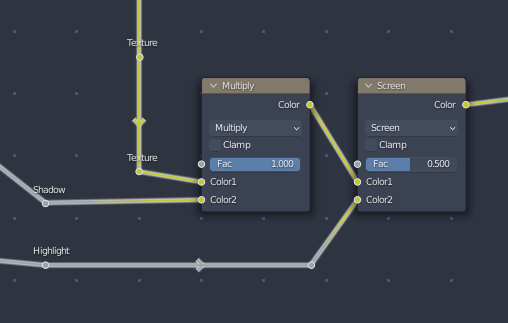 Texture
Texture
Shadow
Highlight
Multiply
Color
Multiply
Clamp
Fac 1.000
Color1
Color2
Screen
Color
Screen
Clamp
Fac 0.500
Color1
Color2